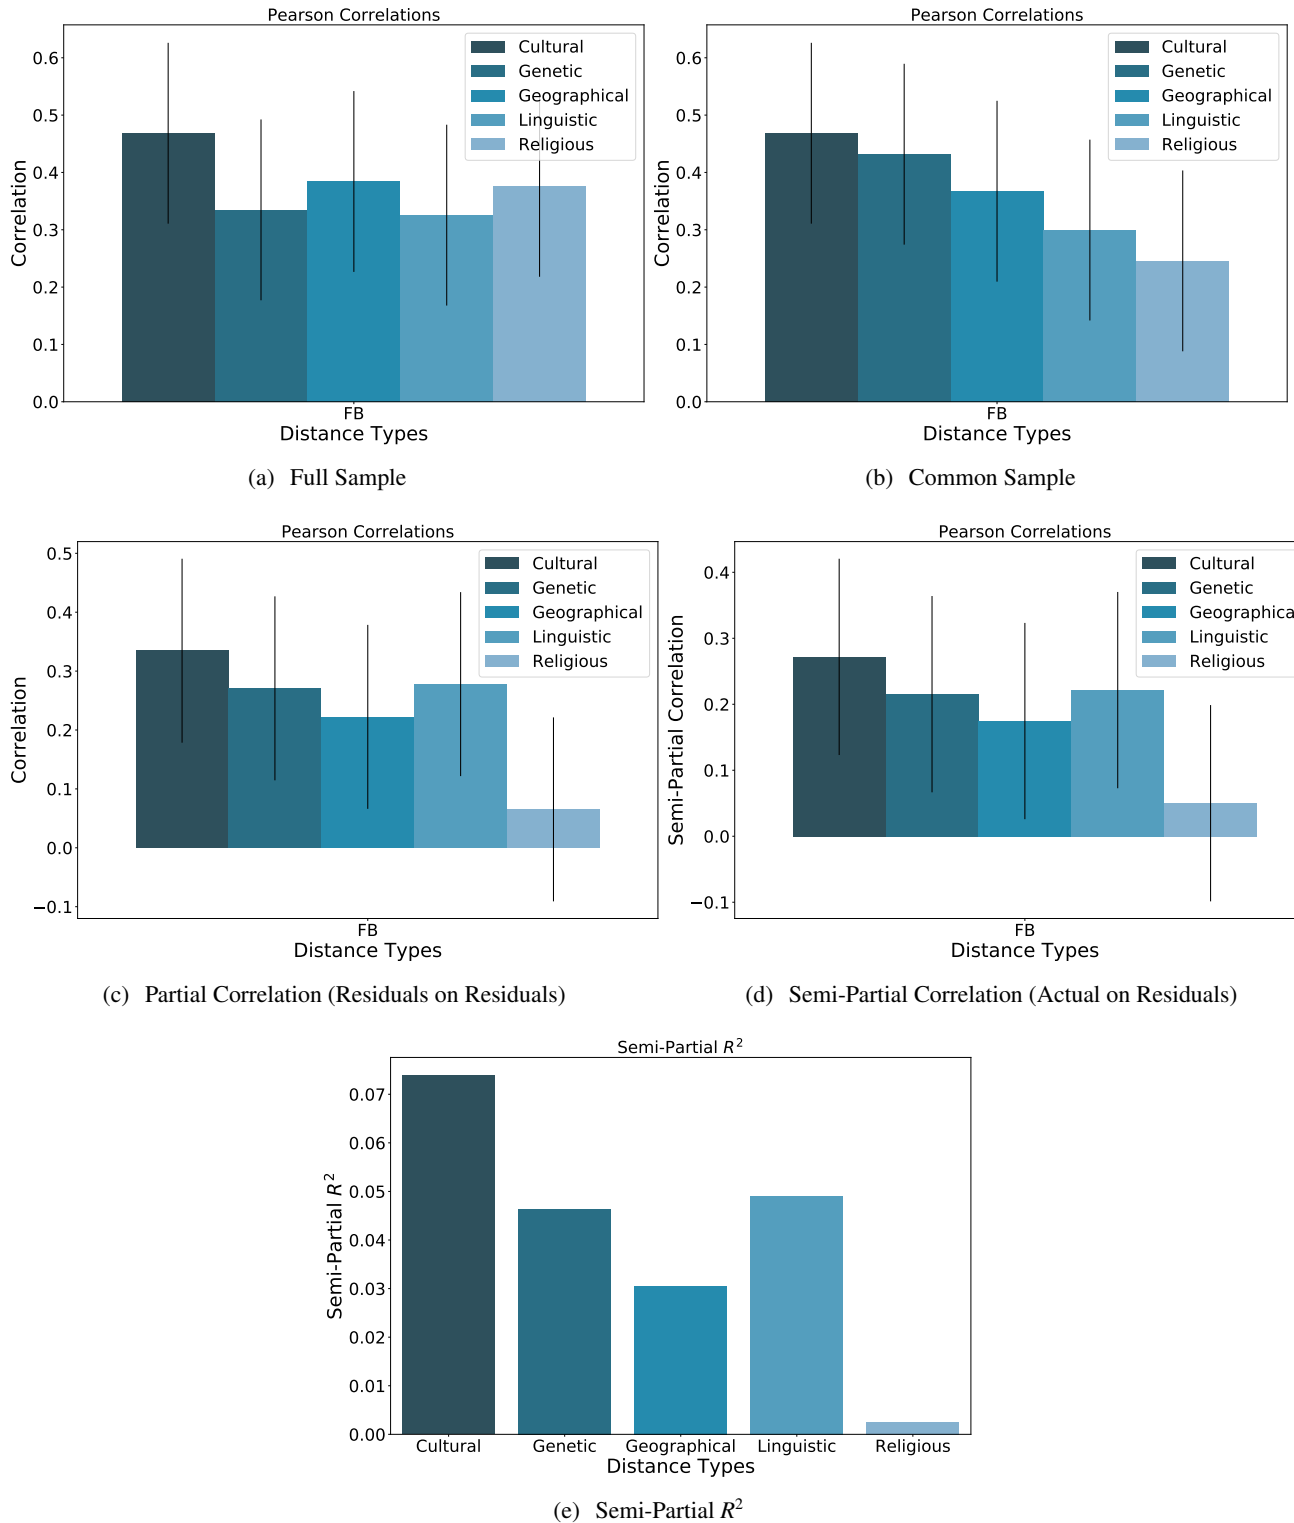 Pearson Correlations
Correlation
0.6
0.5
0.4
0.3
0.2
0.1
0.0
Cultural
Genetic
Geographical
Linguistic
Religious
FB
Distance Types
(a) Full Sample
Pearson Correlations
Correlation
0.6
0.5
0.4
0.3
0.2
0.1
0.0
Cultural
Genetic
Geographical
Linguistic
Religious
FB
Distance Types
(b) Common Sample
Pearson Correlations
Correlation
0.5
0.4
0.3
0.2
0.1
0.0
−0.1
Cultural
Genetic
Geographical
Linguistic
Religious
FB
Distance Types
(c) Partial Correlation (Residuals on Residuals)
Pearson Correlations
Semi-Partial Correlation
0.4
0.3
0.2
0.1
0.0
−0.1
Cultural
Genetic
Geographical
Linguistic
Religious
FB
Distance Types
(d) Semi-Partial Correlation (Actual on Residuals)
Semi-Partial R²
Semi-Partial R²
0.07
0.06
0.05
0.04
0.03
0.02
0.01
0.00
Cultural Genetic Geographical Linguistic Religious
Distance Types
(e) Semi-Partial R²